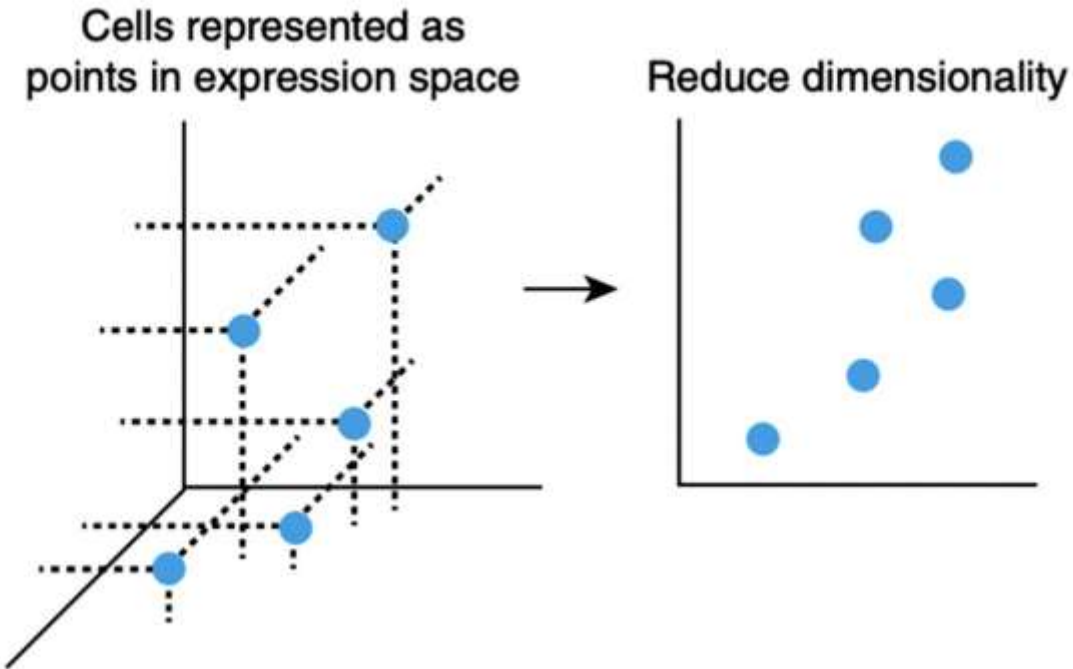 Cells represented as
points in expression space
Reduce dimensionality